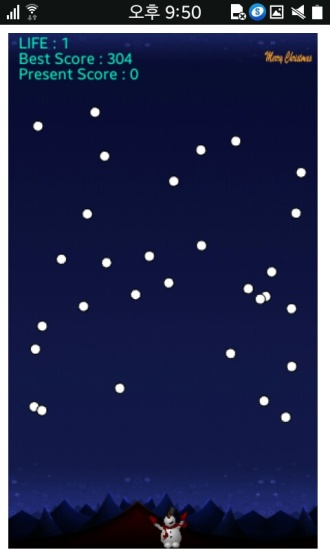 오후 9:50
LIFE : 1
Best Score : 304
Present Score : 0
Merry Christmas